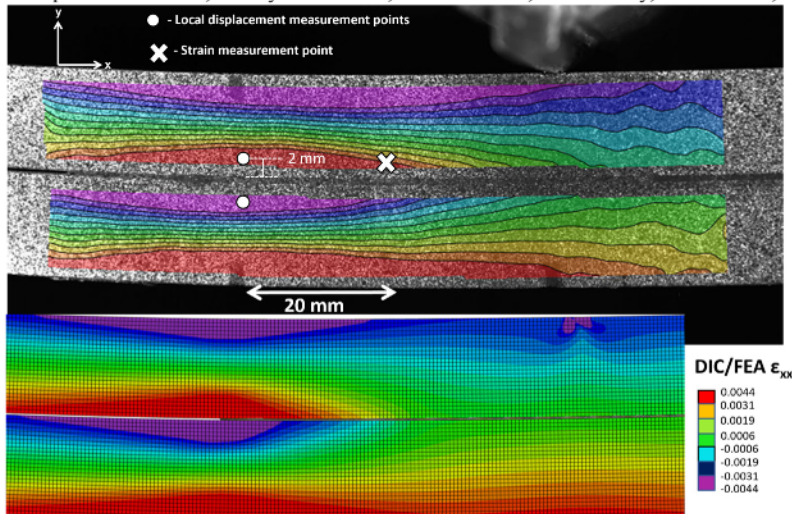 y
x
- Local displacement measurement points
- Strain measurement point
2 mm
20 mm
DIC/FEA εxx
0.0044
0.0031
0.0019
0.0006
-0.0006
-0.0019
-0.0031
-0.0044